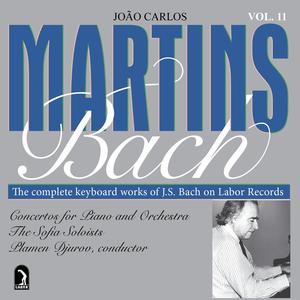 JOÃO CARLOS
VOL. 11
MARTINS
Bach
The complete keyboard works of J.S. Bach on Labor Records
Concertos for Piano and Orchestra
The Sofia Soloists
Plamen Djurov, conductor
LABOR